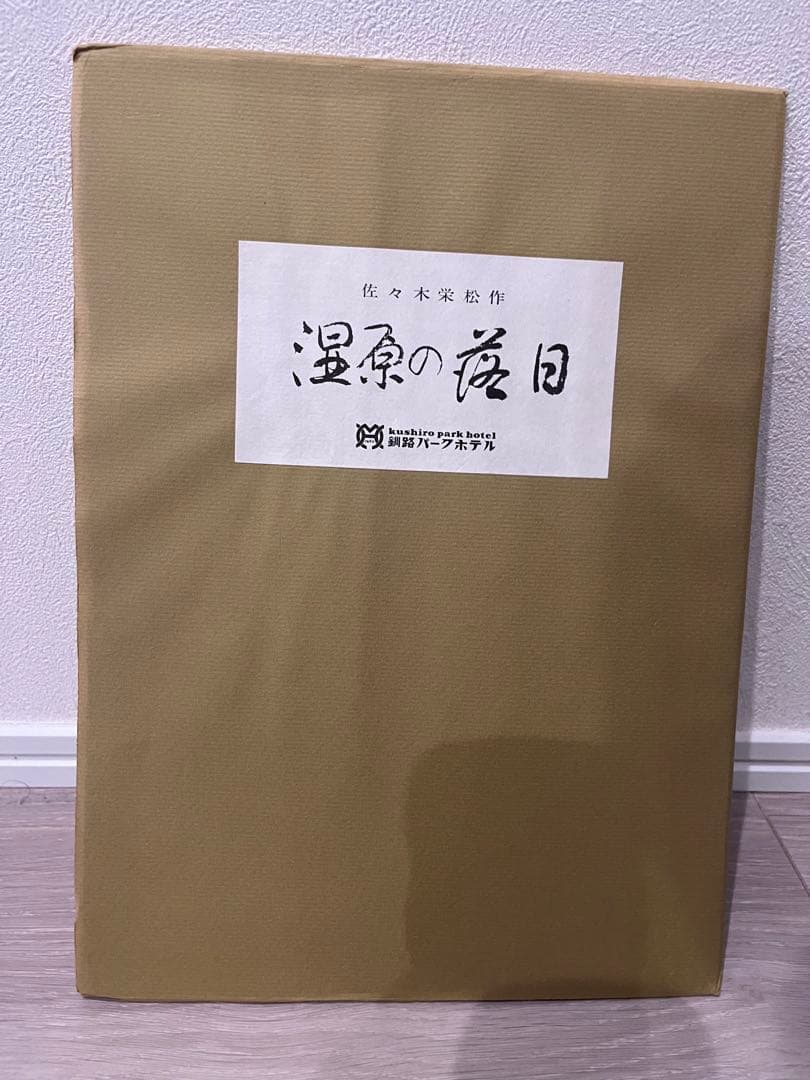 佐々木栄松作
湿原の落日
kushiro park hotel
釧路パークホテル